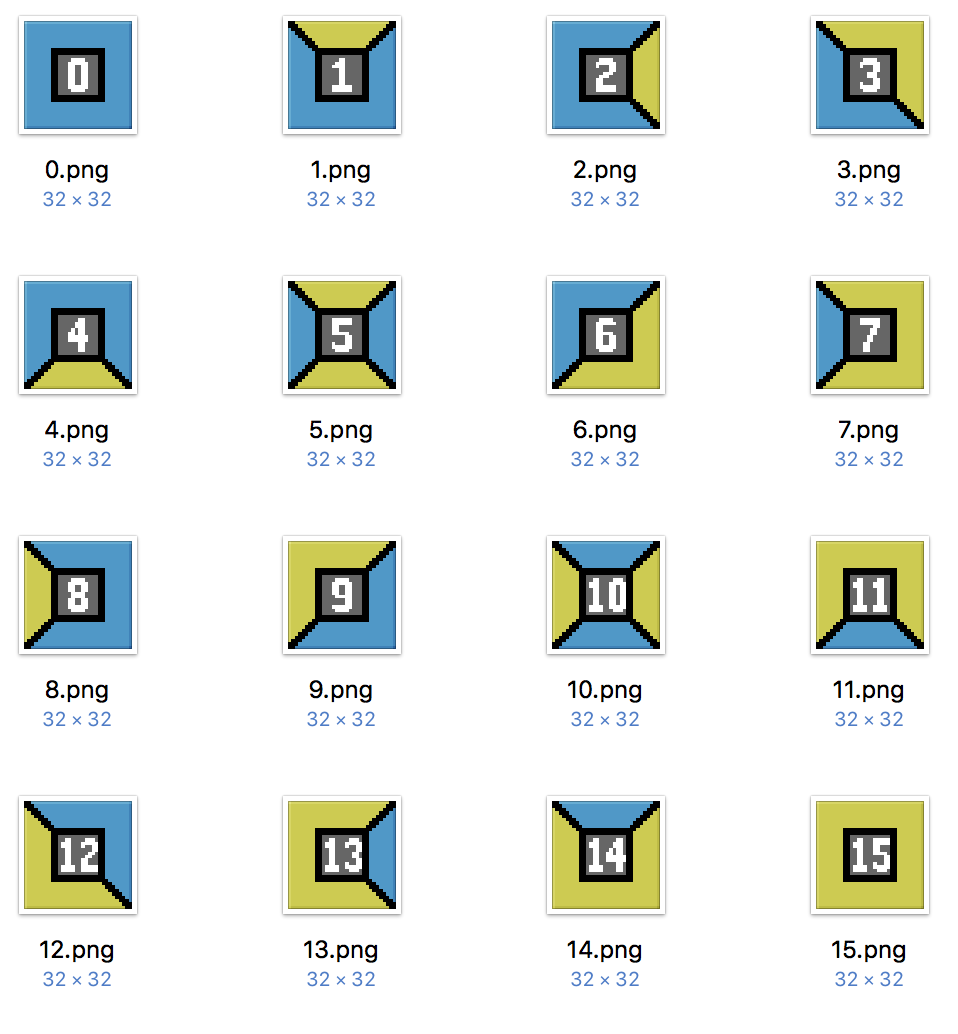 0 1 2 3
0.png 1.png 2.png 3.png
32 × 32 32 × 32 32 × 32 32 × 32
4 5 6 7
4.png 5.png 6.png 7.png
32 × 32 32 × 32 32 × 32 32 × 32
8 9 10 11
8.png 9.png 10.png 11.png
32 × 32 32 × 32 32 × 32 32 × 32
12 13 14 15
12.png 13.png 14.png 15.png
32 × 32 32 × 32 32 × 32 32 × 32